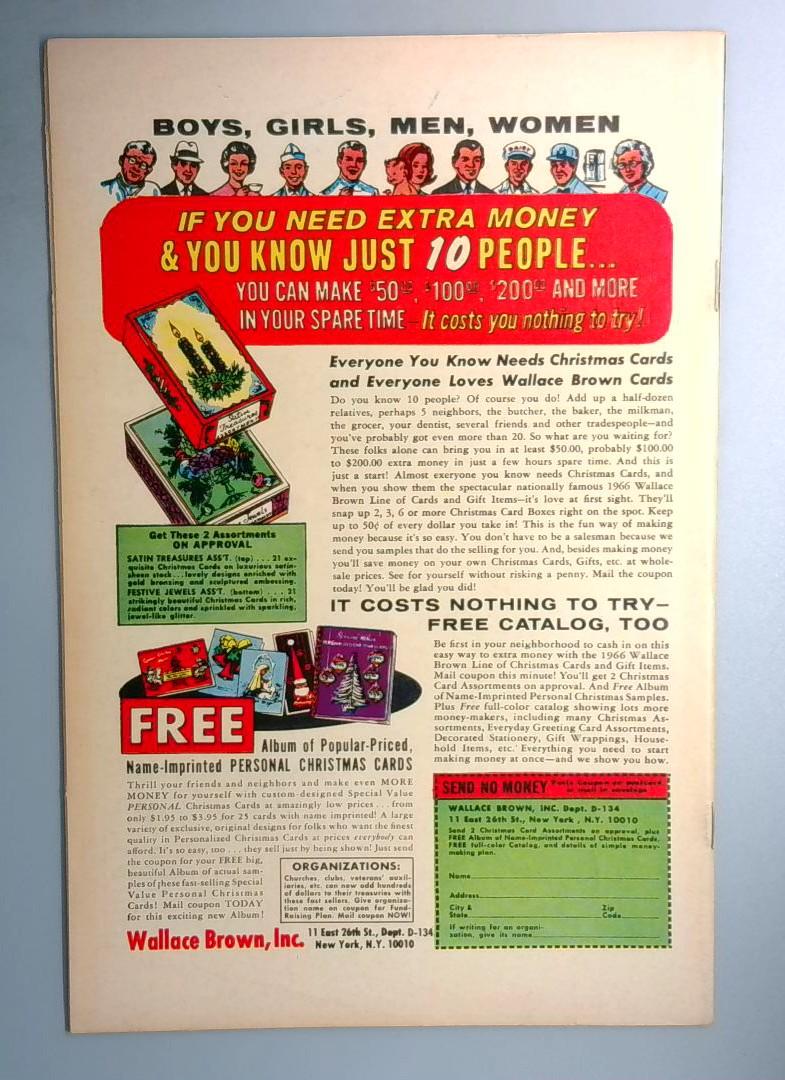 BOYS, GIRLS, MEN, WOMEN
DAIRY
IF YOU NEED EXTRA MONEY
& YOU KNOW JUST 10 PEOPLE...
YOU CAN MAKE $50.00, $100.00, $200.00 AND MORE
IN YOUR SPARE TIME — It costs you nothing to try!
Satin
Treasures
ASSORTMENT
Jewels
Get These 2 Assortments
ON APPROVAL
SATIN TREASURES ASS'T. (top) . . . 21 ex-
quisite Christmas Cards on luxurious satin-
sheen stock...lovely designs enriched with
gold bronzing and sculptured embossing.
FESTIVE JEWELS ASS'T. (bottom) . . . 21
strikingly beautiful Christmas Cards in rich,
radiant colors and sprinkled with sparkling,
jewel-like glitter.
Everyone You Know Needs Christmas Cards
and Everyone Loves Wallace Brown Cards
Do you know 10 people? Of course you do! Add up a half-dozen
relatives, perhaps 5 neighbors, the butcher, the baker, the milkman,
the grocer, your dentist, several friends and other tradespeople—and
you've probably got even more than 20. So what are you waiting for?
These folks alone can bring you in at least $50.00, probably $100.00
to $200.00 extra money in just a few hours spare time. And this is
just a start! Almost everyone you know needs Christmas Cards, and
when you show them the spectacular nationally famous 1966 Wallace
Brown Line of Cards and Gift Items—it's love at first sight. They'll
snap up 2, 3, 6 or more Christmas Card Boxes right on the spot. Keep
up to 50¢ of every dollar you take in! This is the fun way of making
money because it's so easy. You don't have to be a salesman because we
send you samples that do the selling for you. And, besides making money
you'll save money on your own Christmas Cards, Gifts, etc. at whole-
sale prices. See for yourself without risking a penny. Mail the coupon
today! You'll be glad you did!
IT COSTS NOTHING TO TRY—
FREE CATALOG, TOO
Be first in your neighborhood to cash in on this
easy way to extra money with the 1966 Wallace
Brown Line of Christmas Cards and Gift Items.
Mail coupon this minute! You'll get 2 Christmas
Card Assortments on approval. And Free Album
of Name-Imprinted Personal Christmas Samples.
Plus Free full-color catalog showing lots more
money-makers, including many Christmas As-
sortments, Everyday Greeting Card Assortments,
Decorated Stationery, Gift Wrappings, House-
hold Items, etc. Everything you need to start
making money at once—and we show you how.
FREE
Album of Popular-Priced,
Name-Imprinted PERSONAL CHRISTMAS CARDS
Thrill your friends and neighbors and make even MORE
MONEY for yourself with custom-designed Special Value
PERSONAL Christmas Cards at amazingly low prices . . . from
only $1.95 to $3.95 for 25 cards with name imprinted! A large
variety of exclusive, original designs for folks who want the finest
quality in Personalized Christmas Cards at prices everybody can
afford. It's so easy, too . . . they sell just by being shown! Just send
the coupon for your FREE big,
beautiful Album of actual sam-
ples of these fast-selling Special
Value Personal Christmas
Cards! Mail coupon TODAY
for this exciting new Album!
ORGANIZATIONS:
Churches, clubs, veterans' auxil-
iaries, etc. can now add hundreds
of dollars to their treasuries with
these fast sellers. Give organiza-
tion name on coupon for Fund-
Raising Plan. Mail coupon NOW!
Wallace Brown, Inc. 11 East 26th St., Dept. D-134
New York, N.Y. 10010
SEND NO MONEY Paste coupon on postcard
or mail in envelope
WALLACE BROWN, INC. Dept. D-134
11 East 26th St., New York, N.Y. 10010
Send 2 Christmas Card Assortments on approval, plus
FREE Album of Name-Imprinted Personal Christmas Cards,
FREE full-color Catalog, and details of simple money-
making plan.
Name
Address
City & Zip
State Code
If writing for an organi-
zation, give its name